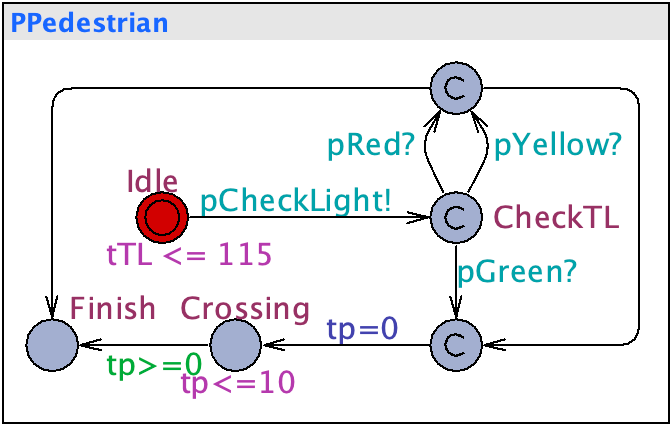 PPedestrian
C
pRed?
pYellow?
Idle
pCheckLight!
C
CheckTL
tTL <= 115
pGreen?
Finish
Crossing
tp=0
C
tp>=0
tp<=10